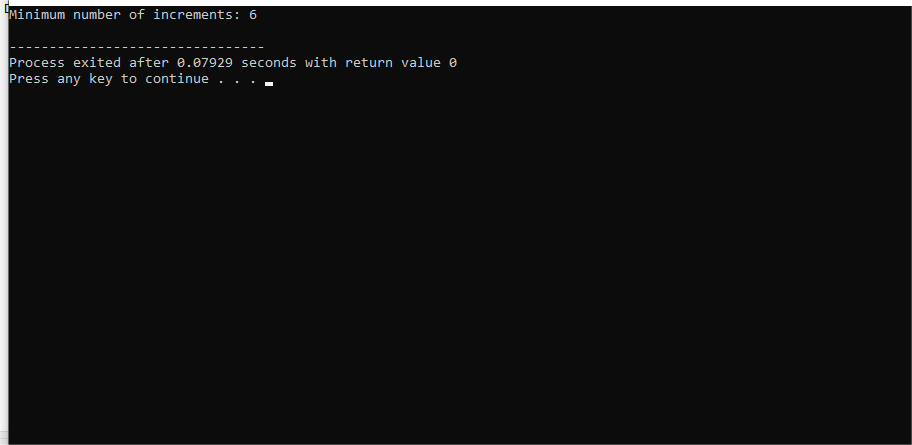 Minimum number of increments: 6
--------------------------------
Process exited after 0.07929 seconds with return value 0
Press any key to continue . . .